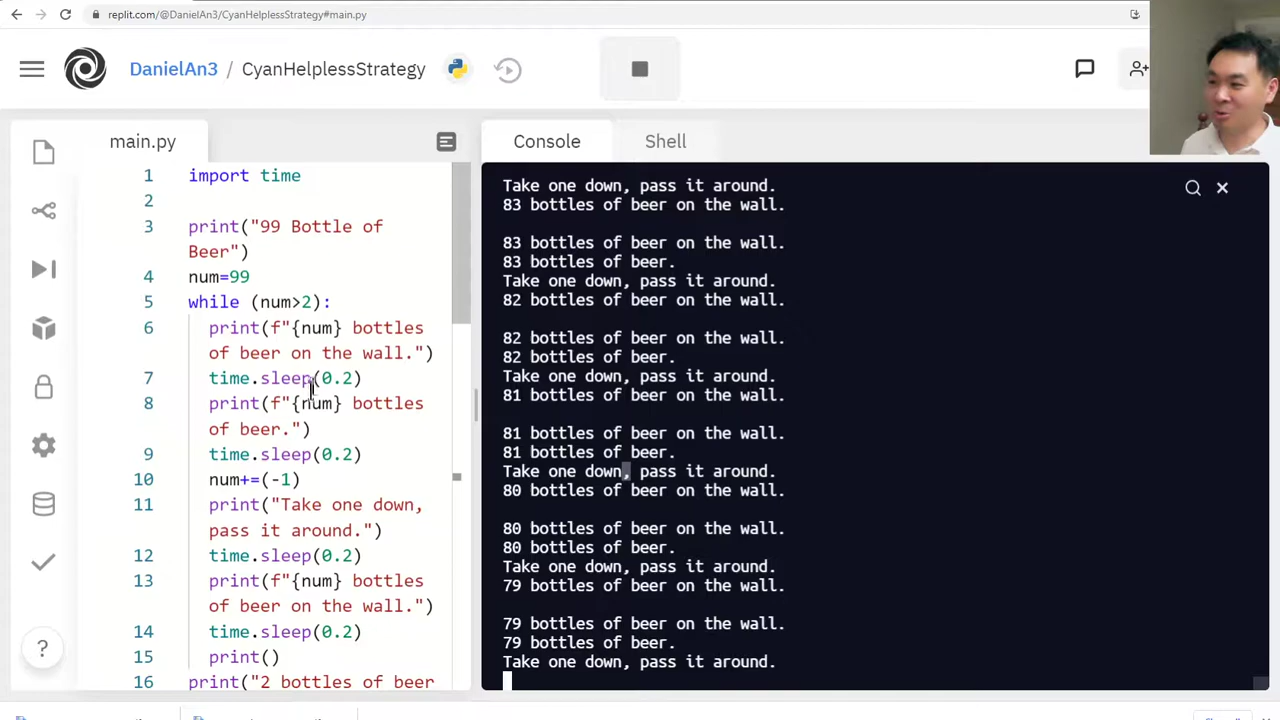 replit.com/@DanielAn3/CyanHelplessStrategy#main.py
DanielAn3 / CyanHelplessStrategy
main.py
1 import time
2
3 print("99 Bottle of
Beer")
4 num=99
5 while (num>2):
6 print(f"{num} bottles
of beer on the wall.")
7 time.sleep(0.2)
8 print(f"{num} bottles
of beer.")
9 time.sleep(0.2)
10 num+=(-1)
11 print("Take one down,
pass it around.")
12 time.sleep(0.2)
13 print(f"{num} bottles
of beer on the wall.")
14 time.sleep(0.2)
15 print()
16 print("2 bottles of beer
?
Console Shell
Take one down, pass it around.
83 bottles of beer on the wall.
83 bottles of beer on the wall.
83 bottles of beer.
Take one down, pass it around.
82 bottles of beer on the wall.
82 bottles of beer on the wall.
82 bottles of beer.
Take one down, pass it around.
81 bottles of beer on the wall.
81 bottles of beer on the wall.
81 bottles of beer.
Take one down, pass it around.
80 bottles of beer on the wall.
80 bottles of beer on the wall.
80 bottles of beer.
Take one down, pass it around.
79 bottles of beer on the wall.
79 bottles of beer on the wall.
79 bottles of beer.
Take one down, pass it around.